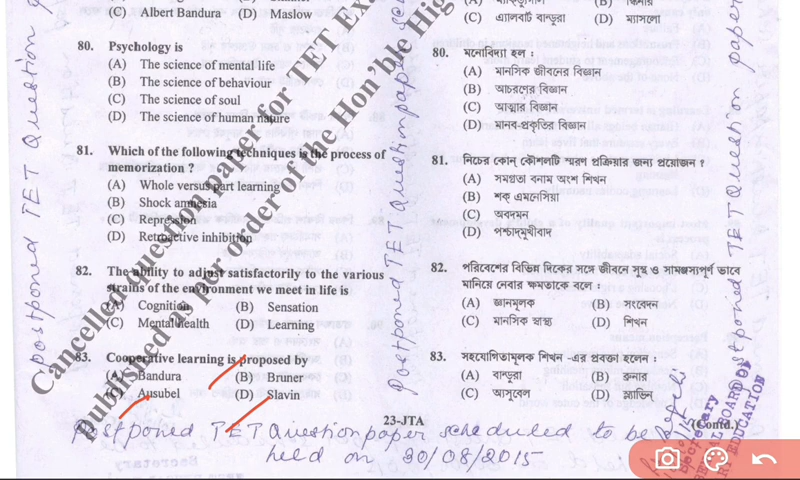 (C) Albert Bandura (D) Maslow
80. Psychology is
(A) The science of mental life
(B) The science of behaviour
(C) The science of soul
(D) The science of human nature
81. Which of the following techniques is the process of
memorization ?
(A) Whole versus part learning
(B) Shock amnesia
(C) Repression
(D) Retroactive inhibition
82. The ability to adjust satisfactorily to the various
strains of the environment we meet in life is
(A) Cognition (B) Sensation
(C) Mental health (D) Learning
83. Cooperative learning is proposed by
(A) Bandura (B) Bruner
(C) Ausubel (D) Slavin
(C) এ্যালবার্ট বান্ডুরা (D) ম্যাসলো
80. মনোবিদ্যা হল :
(A) মানসিক জীবনের বিজ্ঞান
(B) আচরণের বিজ্ঞান
(C) আত্মার বিজ্ঞান
(D) মানব-প্রকৃতির বিজ্ঞান
81. নিচের কোন্ কৌশলটি স্মরণ প্রক্রিয়ার জন্য প্রয়োজন ?
(A) সমগ্রতা বনাম অংশ শিখন
(B) শক্ এমনেসিয়া
(C) অবদমন
(D) পশ্চাদ্‌মুখীবাদ
82. পরিবেশের বিভিন্ন দিকের সঙ্গে জীবনে সুস্থ ও সামঞ্জস্যপূর্ণ ভাবে
মানিয়ে নেবার ক্ষমতাকে বলে :
(A) জ্ঞানমূলক (B) সংবেদন
(C) মানসিক স্বাস্থ্য (D) শিখন
83. সহযোগিতামূলক শিখন -এর প্রবক্তা হলেন :
(A) বান্ডুরা (B) ব্রুনার
(C) আসুবেল (D) স্লাভিন্
23-JTA
(Contd.)
Postponed TET Question paper scheduled to be
held on 30/08/2015
Postponed TET Question
Postponed TET Question paper sch
Postponed TET Question paper
Cancelled question paper for TET Exa
Published as per order of the Hon'ble Hig
Secretary
BOARD O
EDUCATION